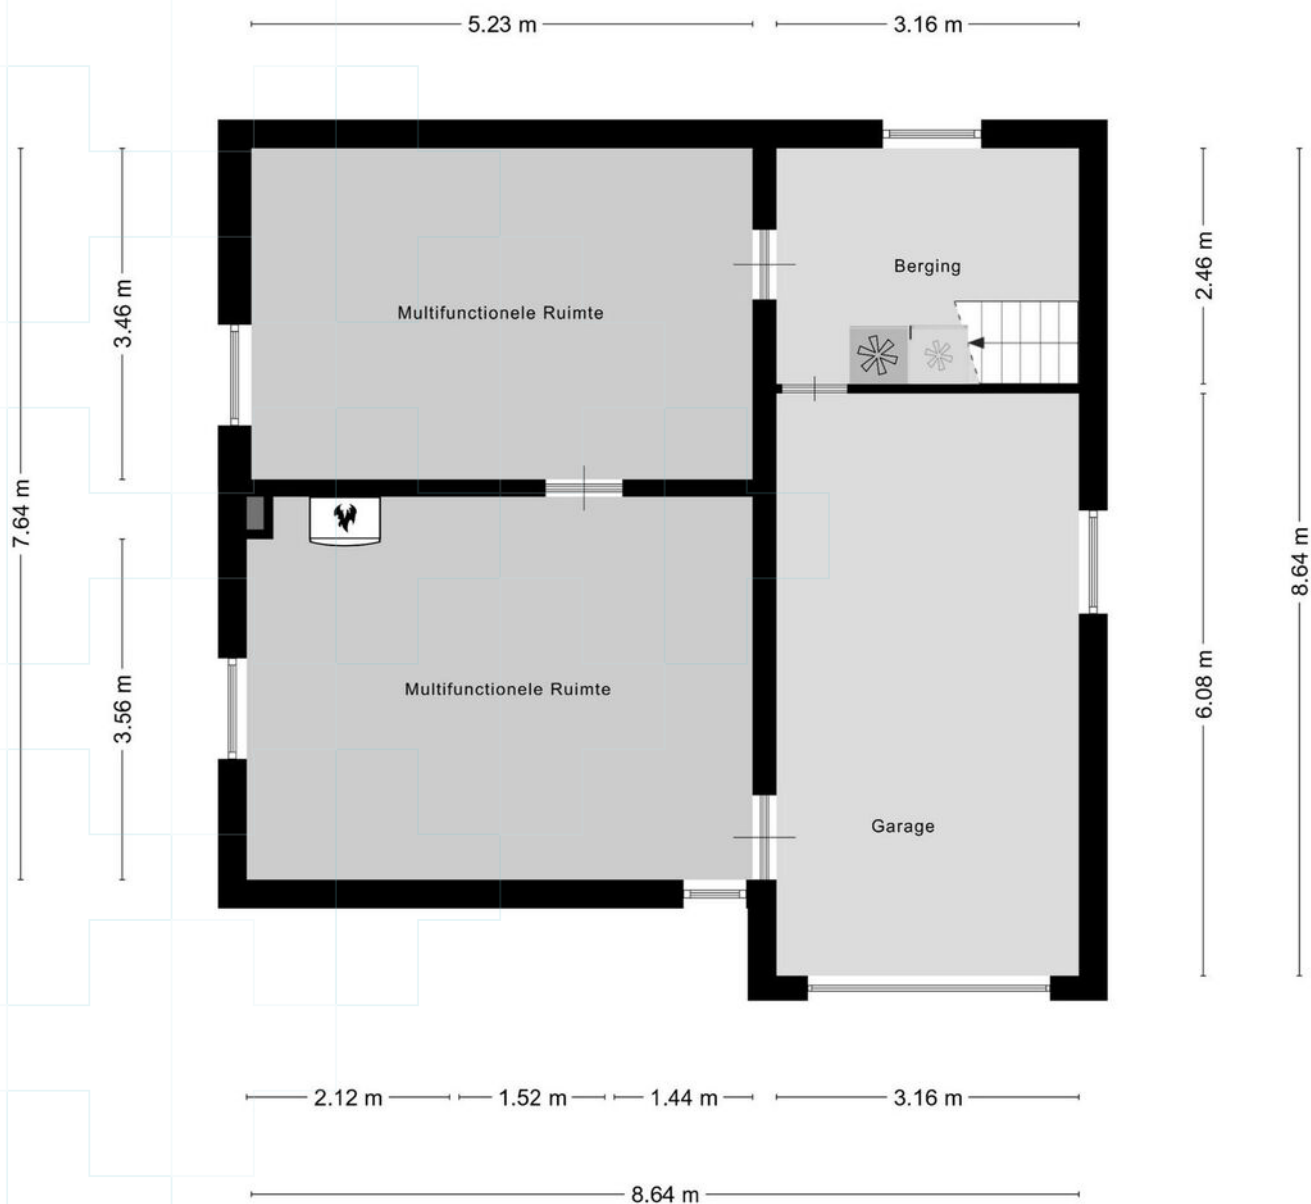 5.23 m
3.16 m
Berging
2.46 m
Multifunctionele Ruimte
3.46 m
7.64 m
8.64 m
Multifunctionele Ruimte
3.56 m
6.08 m
Garage
2.12 m
1.52 m
1.44 m
3.16 m
8.64 m